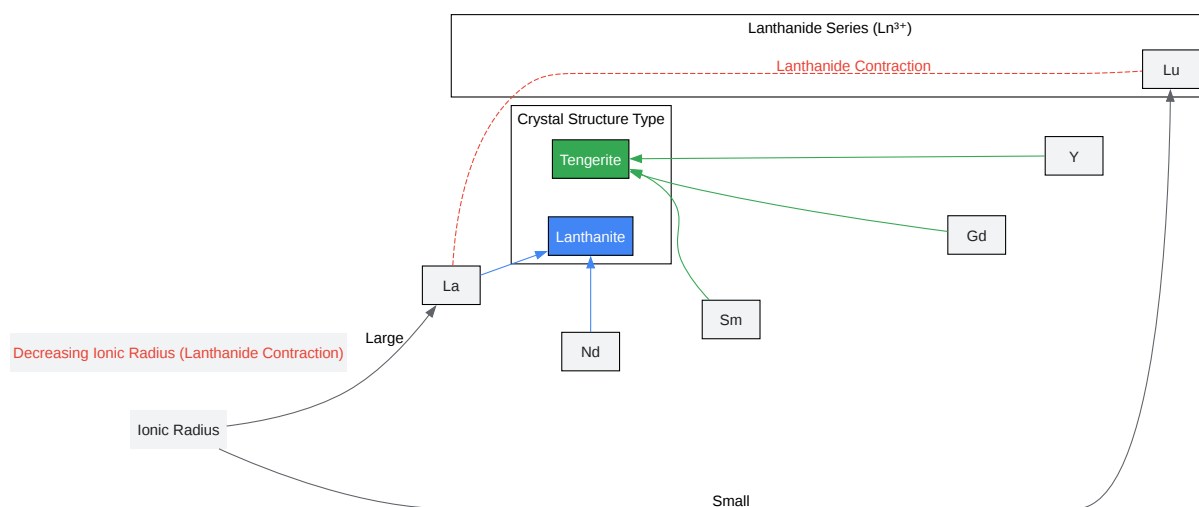 Lanthanide Series (Ln³⁺)
Lanthanide Contraction
Lu
Crystal Structure Type
Tengerite
Y
Lanthanite
Gd
La
Sm
Large
Nd
Decreasing Ionic Radius (Lanthanide Contraction)
Ionic Radius
Small